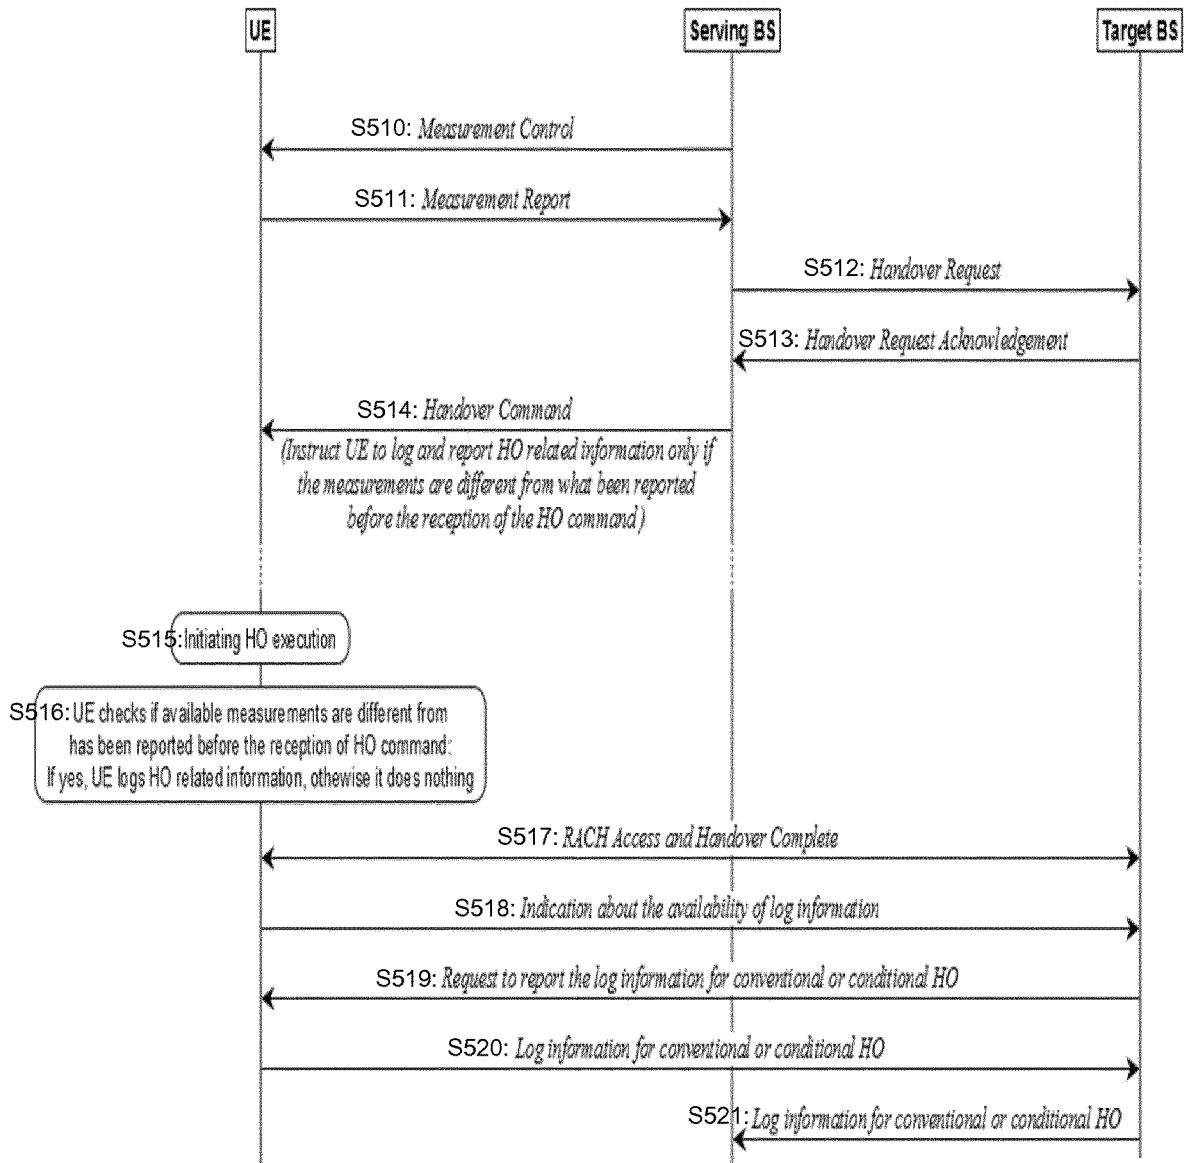 UE
Serving BS
Target BS
S510: Measurement Control
S511: Measurement Report
S512: Handover Request
S513: Handover Request Acknowledgement
S514: Handover Command
(Instruct UE to log and report HO related information only if
the measurements are different from what been reported
before the reception of the HO command)
S515: Initiating HO execution
S516: UE checks if available measurements are different from
has been reported before the reception of HO command:
If yes, UE logs HO related information, othewise it does nothing
S517: RACH Access and Handover Complete
S518: Indication about the availability of log information
S519: Request to report the log information for conventional or conditional HO
S520: Log information for conventional or conditional HO
S521: Log information for conventional or conditional HO